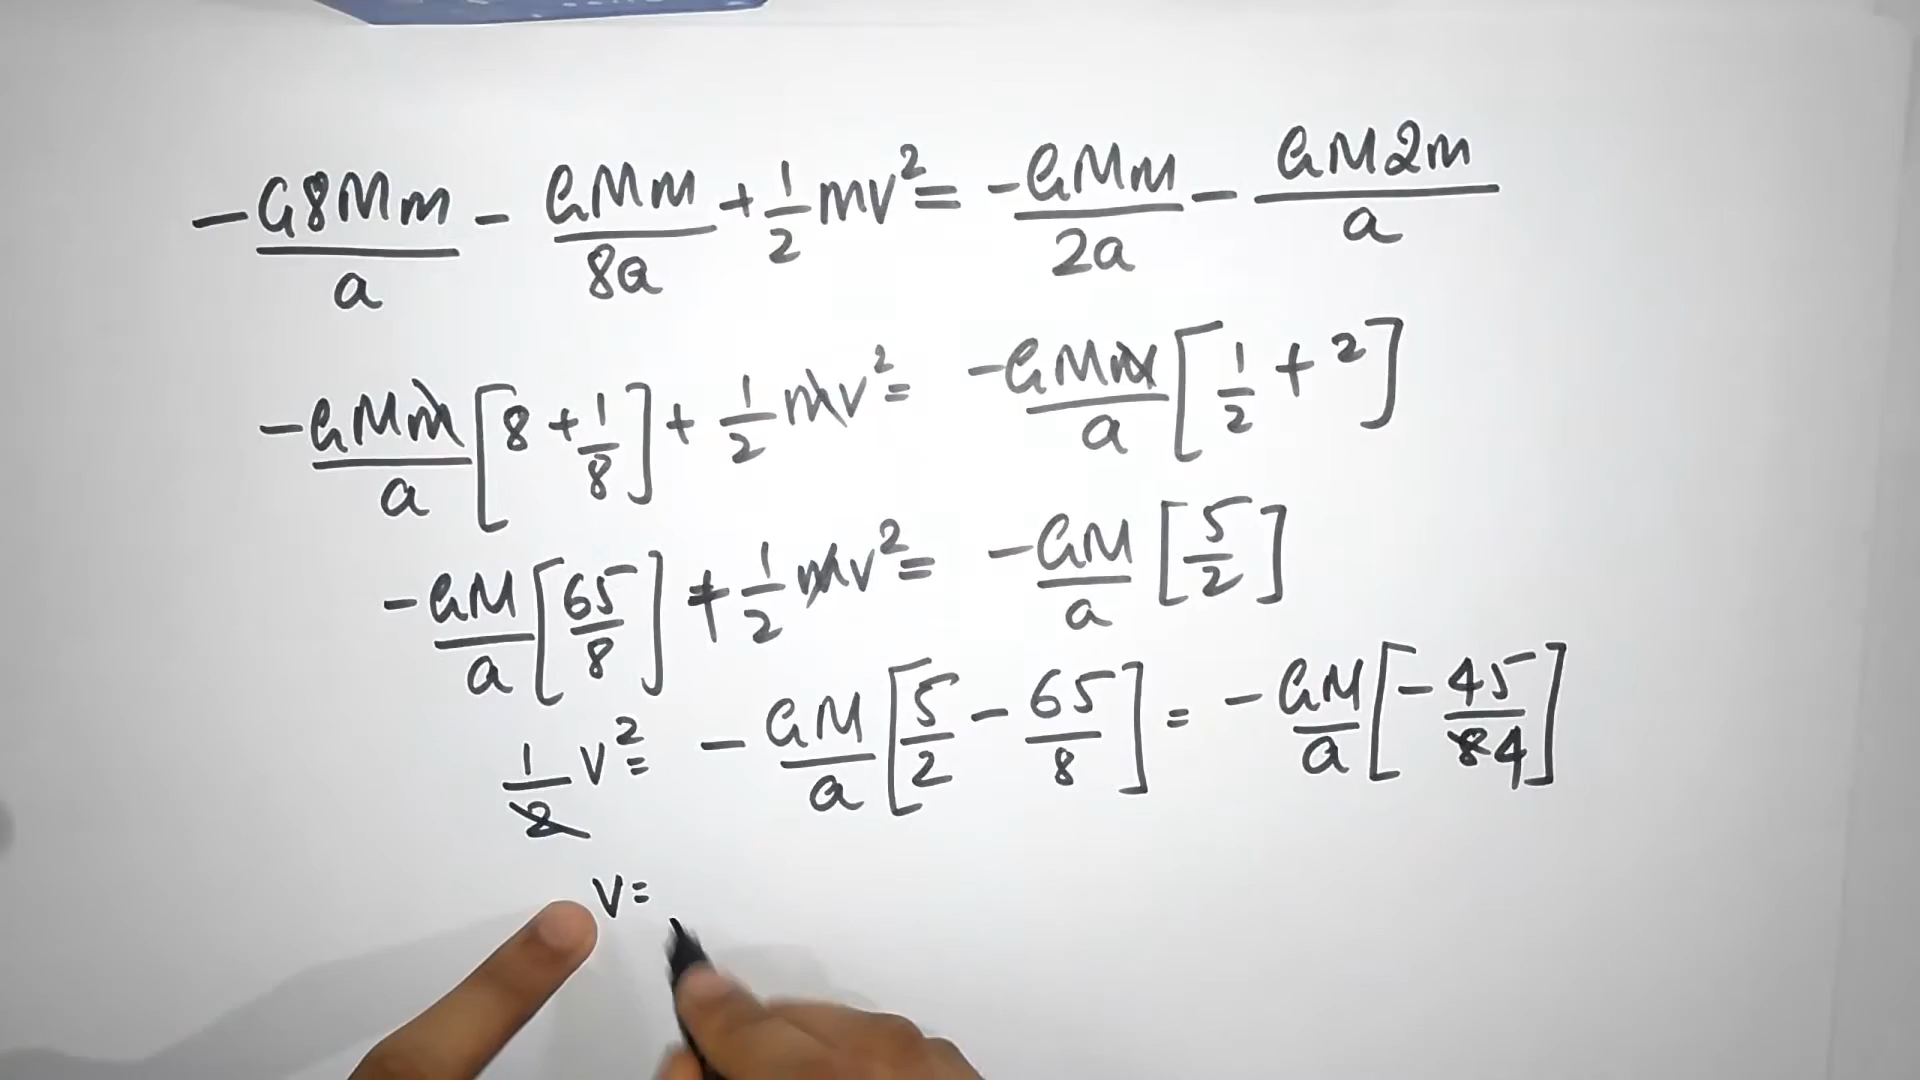 -G8Mm/a - GMm/8a + 1/2 mv² = -GMm/2a - GM2m/a
-GMm/a [8 + 1/8] + 1/2 mv² = -GMm/a [1/2 + 2]
-GM/a [65/8] + 1/2 mv² = -GM/a [5/2]
1/2 v² = -GM/a [5/2 - 65/8] = -GM/a [-45/84]
v=